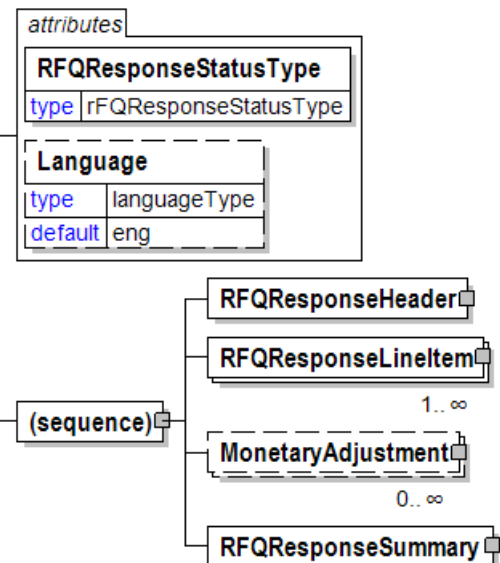 attributes
RFQResponseStatusType
type rFQResponseStatusType
Language
type languageType
default eng
RFQResponseHeader
RFQResponseLineItem
1.. ∞
(sequence)
MonetaryAdjustment
0.. ∞
RFQResponseSummary